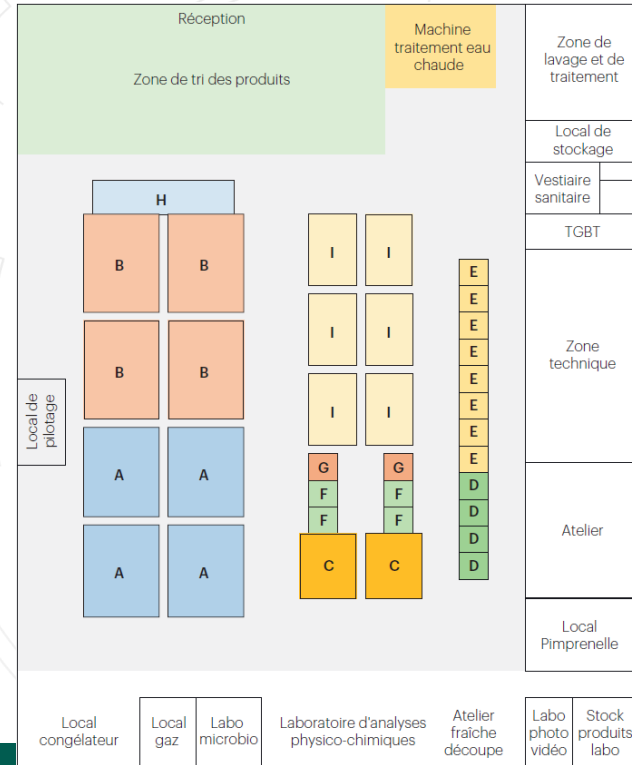 Réception
Zone de tri des produits
Machine
traitement eau
chaude
Zone de
lavage et de
traitement
Local de
stockage
Vestiaire
sanitaire
TGBT
Zone
technique
Atelier
Local
Pimprenelle
H
B B
B B
A A
A A
Local de
pilotage
I I
I I
I I
G G
F F
F F
C C
E
E
E
E
E
E
E
E
D
D
D
D
Local
congélateur
Local
gaz
Labo
microbio
Laboratoire d'analyses
physico-chimiques
Atelier
fraîche
découpe
Labo
photo
vidéo
Stock
produits
labo